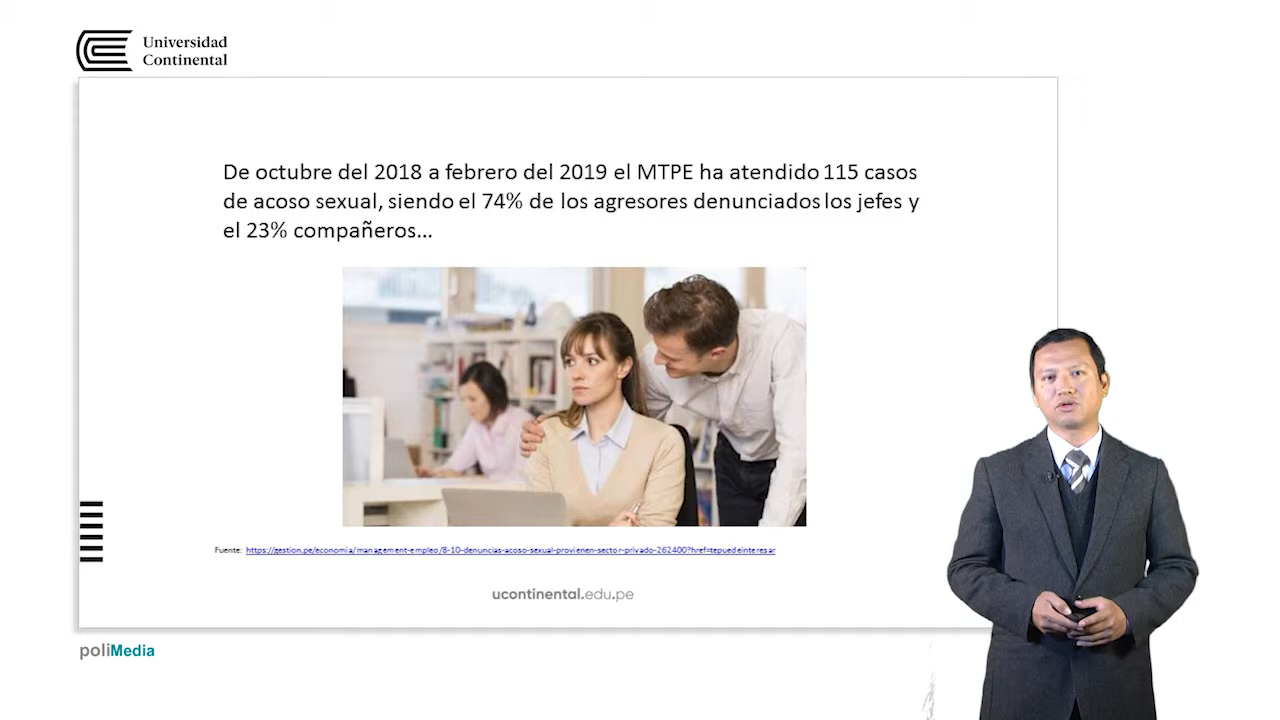 Universidad
Continental
De octubre del 2018 a febrero del 2019 el MTPE ha atendido 115 casos
de acoso sexual, siendo el 74% de los agresores denunciados los jefes y
el 23% compañeros...
Fuente: https://gestion.pe/economia/management-empleo/8-10-denuncias-acoso-sexual-provienen-sector-privado-262400?href=tepuedeinteresar
ucontinental.edu.pe
poliMedia